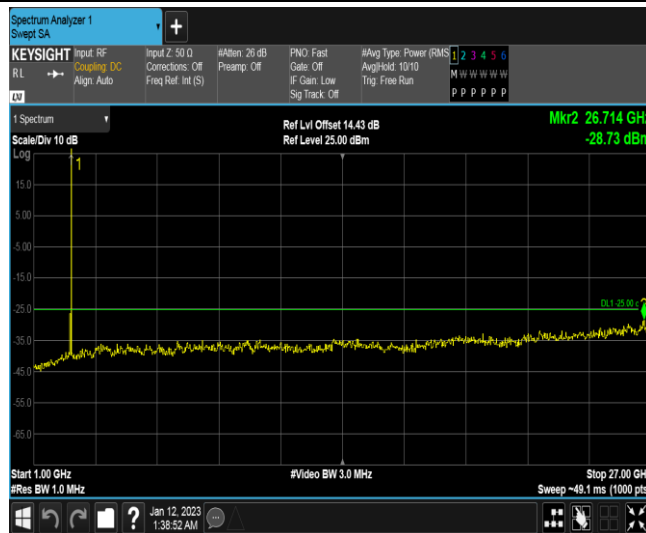 Spectrum Analyzer 1
Swept SA
+
KEYSIGHT
RL
Input: RF
Coupling: DC
Align: Auto
Input Z: 50 Ω
Corrections: Off
Freq Ref: Int (S)
#Atten: 26 dB
Preamp: Off
PNO: Fast
Gate: Off
IF Gain: Low
Sig Track: Off
#Avg Type: Power (RMS
Avg|Hold: 10/10
Trig: Free Run
1 2 3 4 5 6
M W W W W W
P P P P P P
LXI
1 Spectrum
Scale/Div 10 dB
Log
Ref Lvl Offset 14.43 dB
Ref Level 25.00 dBm
Mkr2 26.714 GHz
-28.73 dBm
1
15.0
5.00
-5.00
-15.0
-25.0
DL1 -25.00 c
-35.0
-45.0
-55.0
-65.0
Start 1.00 GHz
#Video BW 3.0 MHz
Stop 27.00 GHz
#Res BW 1.0 MHz
Sweep ~49.1 ms (1000 pts
?
Jan 12, 2023
1:38:52 AM